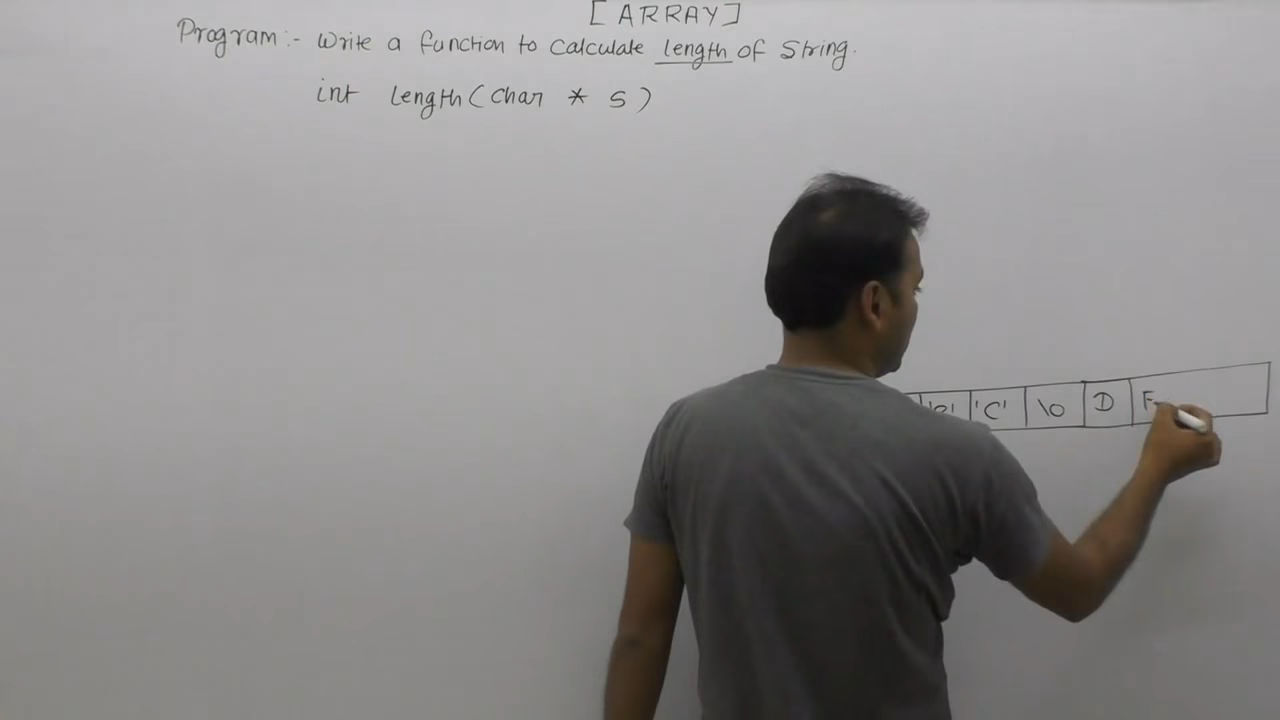 [ARRAY]
Program:- Write a function to Calculate length of String.
int length(char * s)
'B' 'C' \0 D F